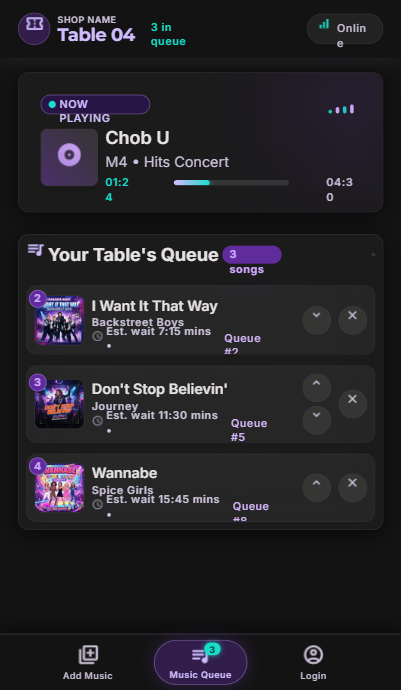 SHOP NAME
Table 04
3 in
queue
Onlin
e
NOW
PLAYING
Chob U
M4 • Hits Concert
01:2
4
04:3
0
Your Table's Queue
3
songs
2
I Want It That Way
Backstreet Boys
Est. wait 7:15 mins
•
Queue
#2
3
Don't Stop Believin'
Journey
Est. wait 11:30 mins
•
Queue
#5
4
Wannabe
Spice Girls
Est. wait 15:45 mins
•
Queue
#8
Add Music
3
Music Queue
Login